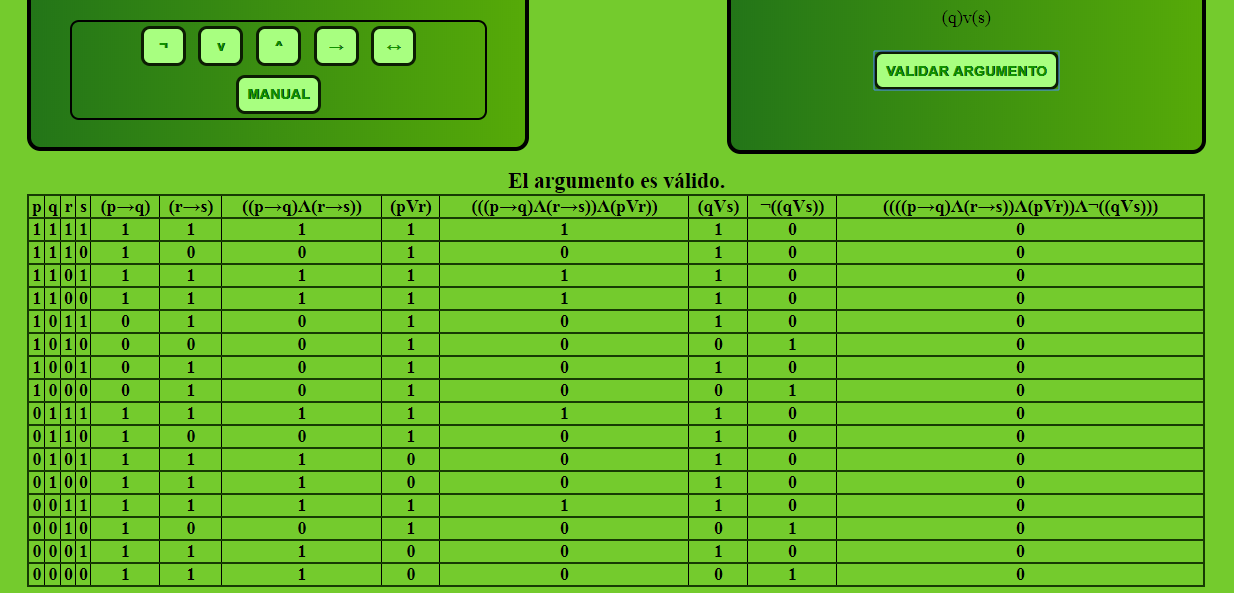 (q)v(s)
¬ v ^ → ↔
VALIDAR ARGUMENTO
MANUAL
El argumento es válido.
p q r s (p→q) (r→s) ((p→q)Λ(r→s)) (pVr) (((p→q)Λ(r→s))Λ(pVr)) (qVs) ¬((qVs)) ((((p→q)Λ(r→s))Λ(pVr))Λ¬((qVs)))
1 1 1 1 1 1 1 1 1 1 0 0
1 1 1 0 1 0 0 1 0 1 0 0
1 1 0 1 1 1 1 1 1 1 0 0
1 1 0 0 1 1 1 1 1 1 0 0
1 0 1 1 0 1 0 1 0 1 0 0
1 0 1 0 0 0 0 1 0 0 1 0
1 0 0 1 0 1 0 1 0 1 0 0
1 0 0 0 0 1 0 1 0 0 1 0
0 1 1 1 1 1 1 1 1 1 0 0
0 1 1 0 1 0 0 1 0 1 0 0
0 1 0 1 1 1 1 0 0 1 0 0
0 1 0 0 1 1 1 0 0 1 0 0
0 0 1 1 1 1 1 1 1 1 0 0
0 0 1 0 1 0 0 1 0 0 1 0
0 0 0 1 1 1 1 0 0 1 0 0
0 0 0 0 1 1 1 0 0 0 1 0